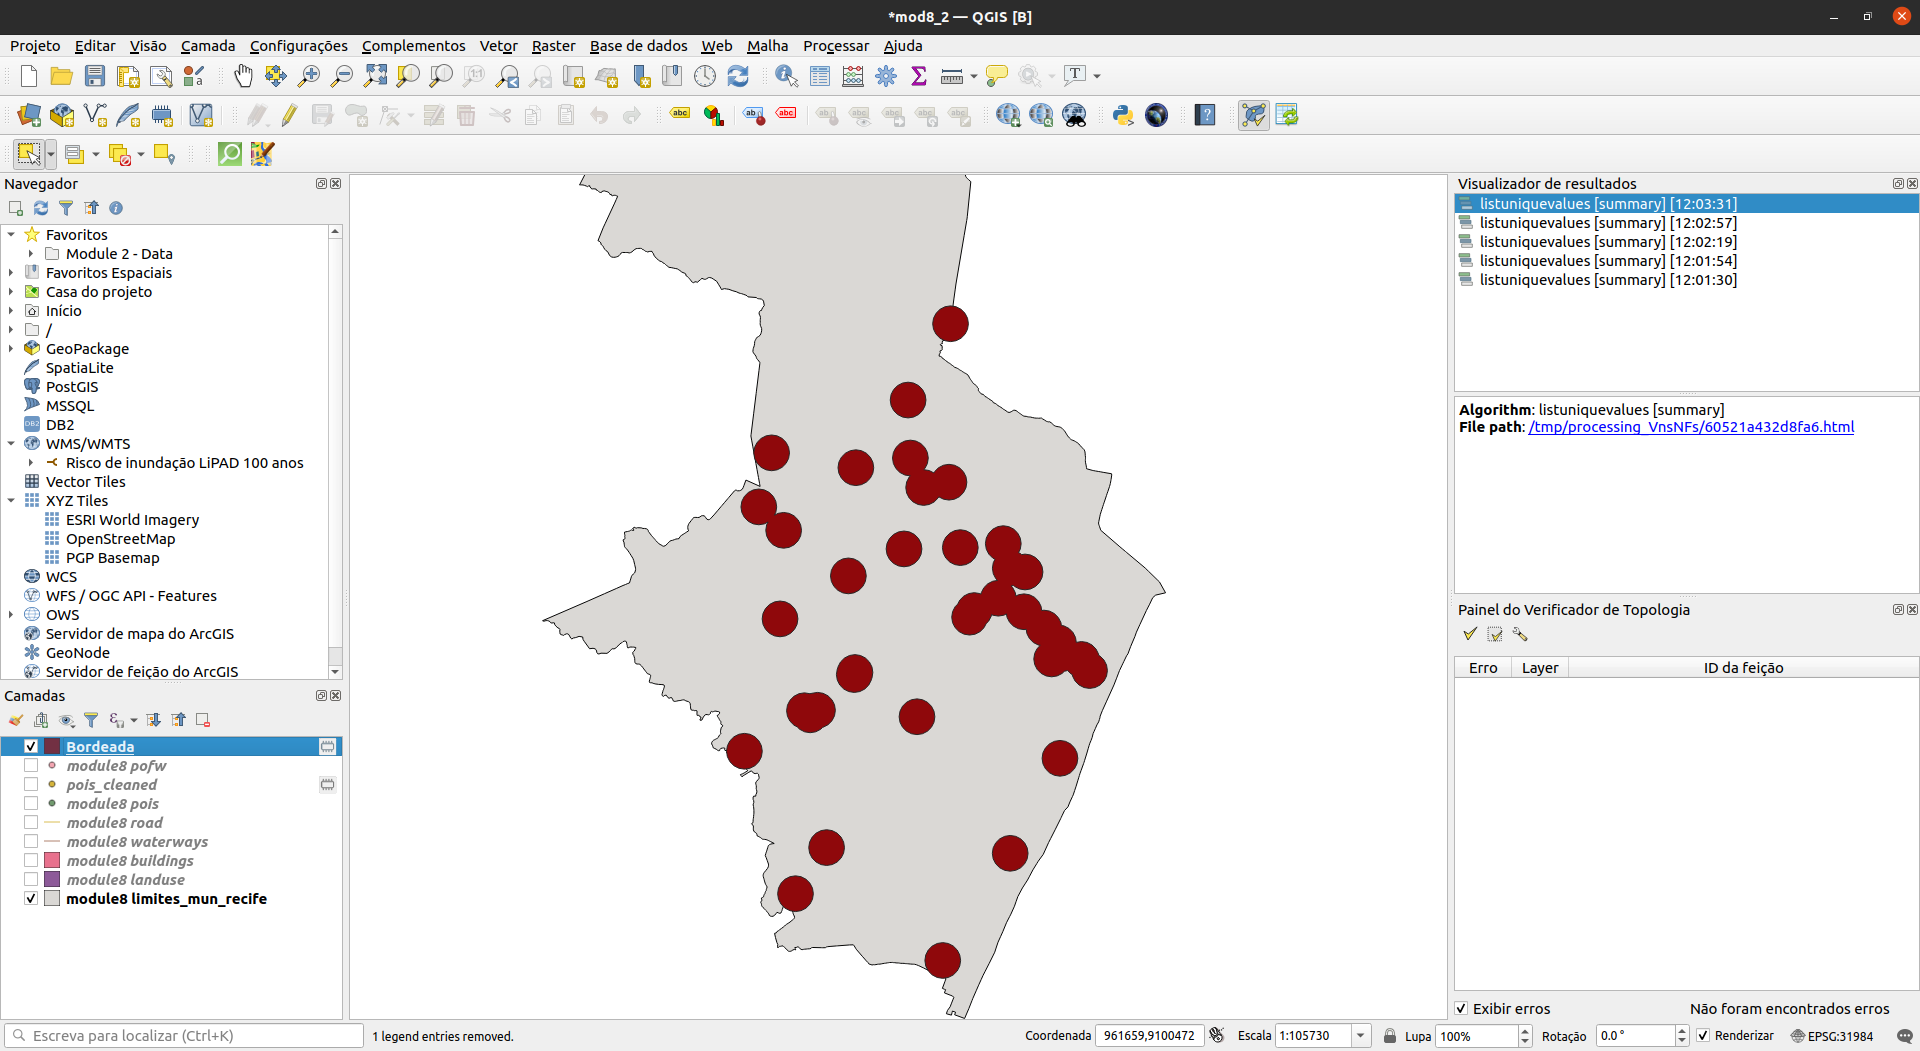 *mod8_2 — QGIS [B]
Projeto Editar Visão Camada Configurações Complementos Vetor Raster Base de dados Web Malha Processar Ajuda
Navegador
Favoritos
Module 2 - Data
Favoritos Espaciais
Casa do projeto
Início
/
GeoPackage
SpatiaLite
PostGIS
MSSQL
DB2
WMS/WMTS
Risco de inundação LiPAD 100 anos
Vector Tiles
XYZ Tiles
ESRI World Imagery
OpenStreetMap
PGP Basemap
WCS
WFS / OGC API - Features
OWS
Servidor de mapa do ArcGIS
GeoNode
Servidor de feição do ArcGIS
Camadas
Bordeada
module8 pofw
pois_cleaned
module8 pois
module8 road
module8 waterways
module8 buildings
module8 landuse
module8 limites_mun_recife
Visualizador de resultados
listuniquevalues [summary] [12:03:31]
listuniquevalues [summary] [12:02:57]
listuniquevalues [summary] [12:02:19]
listuniquevalues [summary] [12:01:54]
listuniquevalues [summary] [12:01:30]
Algorithm: listuniquevalues [summary]
File path: /tmp/processing_VnsNFs/60521a432d8fa6.html
Painel do Verificador de Topologia
Erro Layer ID da feição
Exibir erros Não foram encontrados erros
Escreva para localizar (Ctrl+K) 1 legend entries removed. Coordenada 961659,9100472 Escala 1:105730 Lupa 100% Rotação 0.0 ° Renderizar EPSG:31984